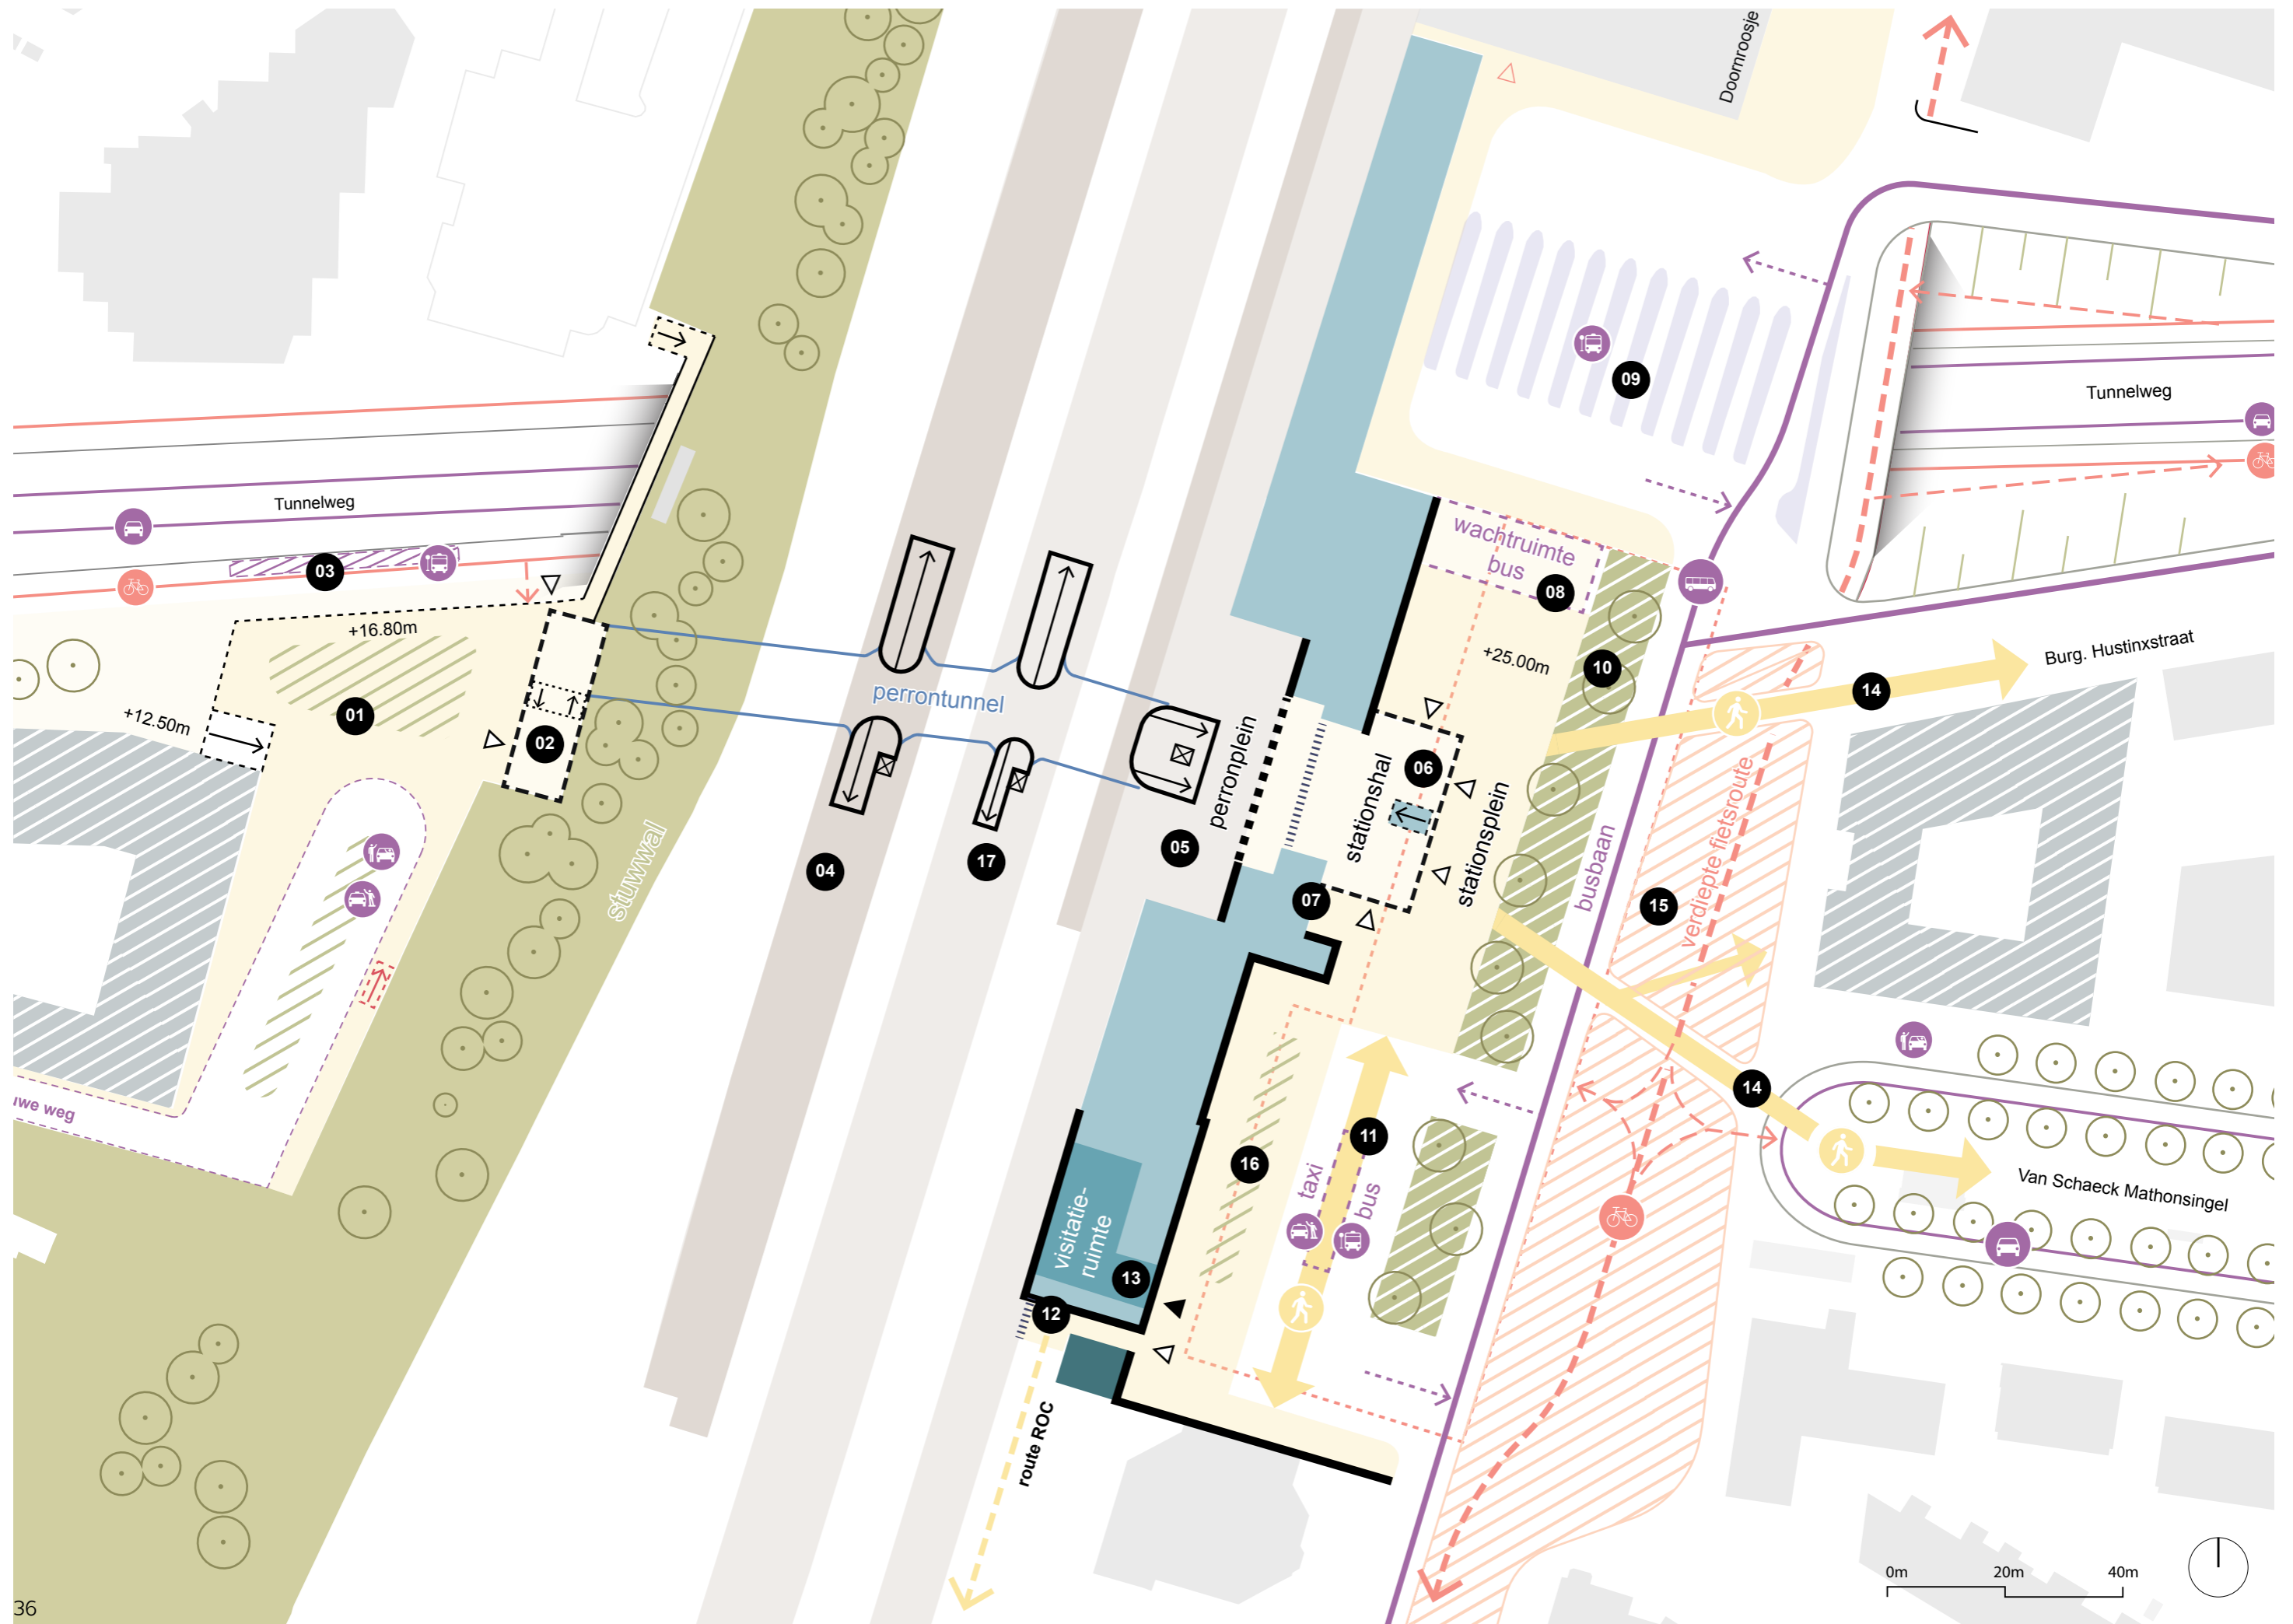 Doornroosje
09
Tunnelweg
Tunnelweg
03
wachtruimte
bus
08
+16.80m
+25.00m
10
Burg. Hustinxstraat
14
perrontunnel
01
+12.50m
02
perronplein
stationshal
06
stationsplein
verdiepte fietsroute
busbaan
stuwwal
04
17
05
07
15
14
uwe weg
11
16
taxi
bus
Van Schaeck Mathonsingel
visitatie-
ruimte
13
12
route ROC
0m
20m
40m
36